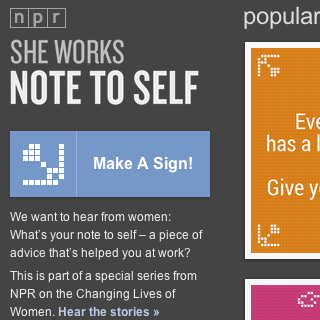 npr
SHE WORKS
NOTE TO SELF
Make A Sign!
We want to hear from women:
What's your note to self – a piece of
advice that's helped you at work?
This is part of a special series from
NPR on the Changing Lives of
Women. Hear the stories »
popular
Eve
has a l
Give y